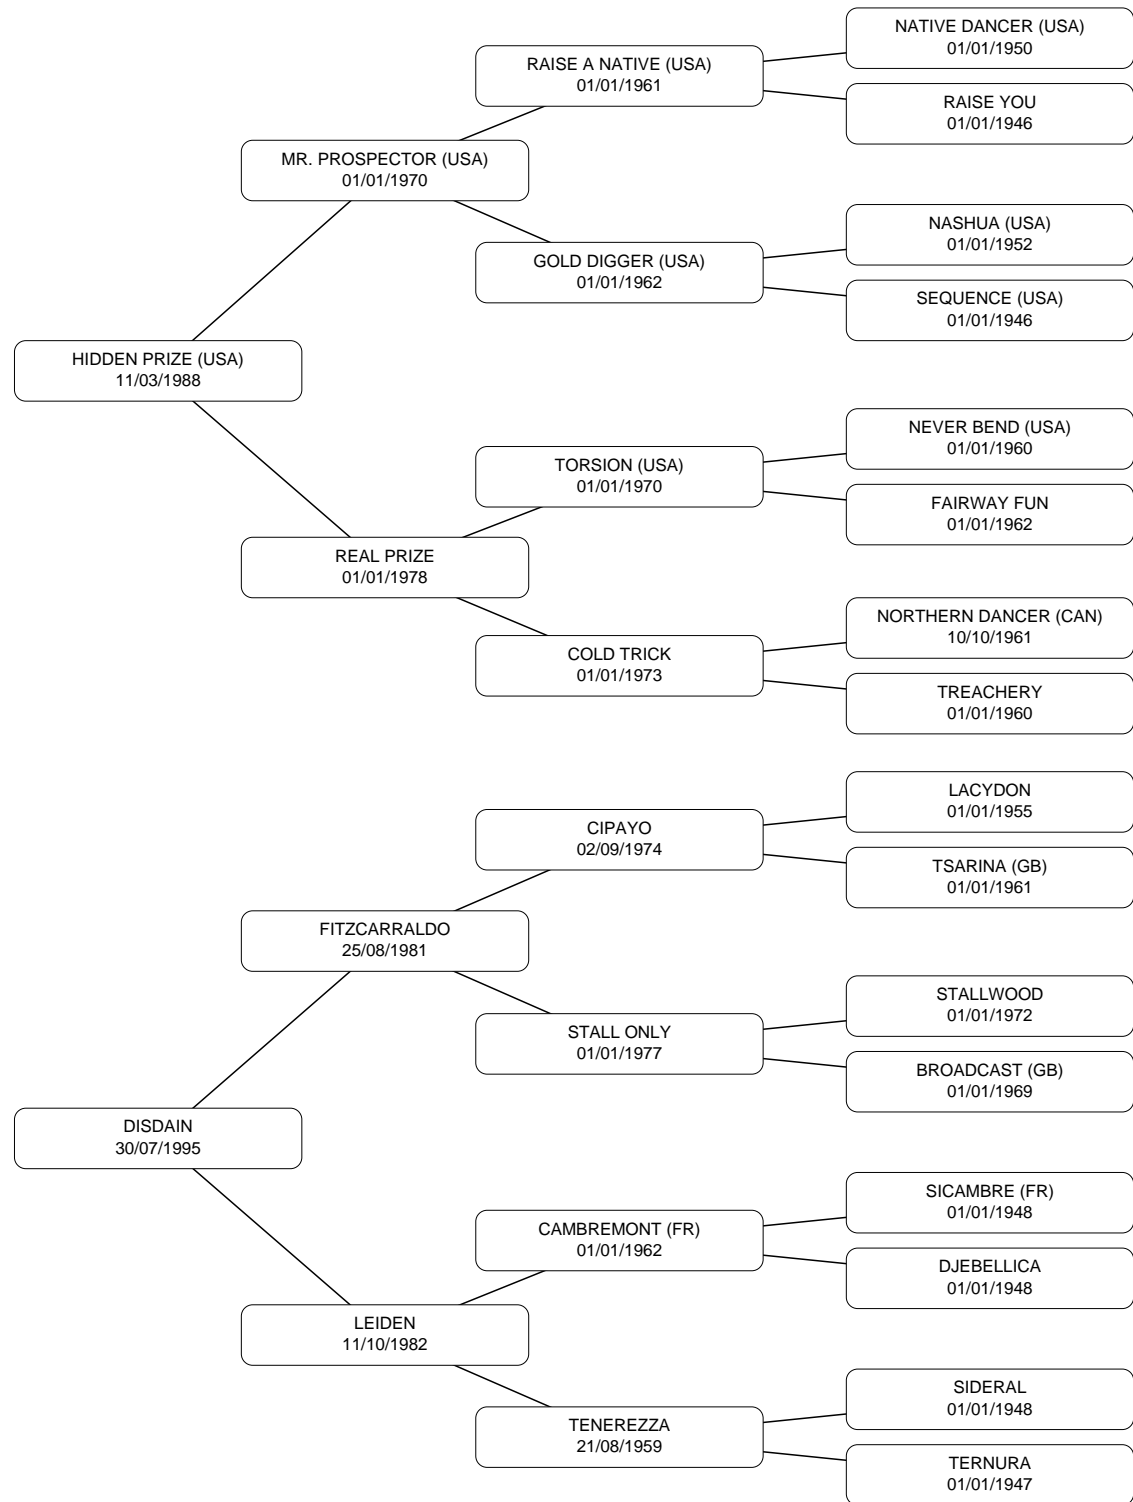 NATIVE DANCER (USA)
01/01/1950
RAISE A NATIVE (USA)
01/01/1961
RAISE YOU
01/01/1946
MR. PROSPECTOR (USA)
01/01/1970
NASHUA (USA)
01/01/1952
GOLD DIGGER (USA)
01/01/1962
SEQUENCE (USA)
01/01/1946
HIDDEN PRIZE (USA)
11/03/1988
NEVER BEND (USA)
01/01/1960
TORSION (USA)
01/01/1970
FAIRWAY FUN
01/01/1962
REAL PRIZE
01/01/1978
NORTHERN DANCER (CAN)
10/10/1961
COLD TRICK
01/01/1973
TREACHERY
01/01/1960
LACYDON
01/01/1955
CIPAYO
02/09/1974
TSARINA (GB)
01/01/1961
FITZCARRALDO
25/08/1981
STALLWOOD
01/01/1972
STALL ONLY
01/01/1977
BROADCAST (GB)
01/01/1969
DISDAIN
30/07/1995
SICAMBRE (FR)
01/01/1948
CAMBREMONT (FR)
01/01/1962
DJEBELLICA
01/01/1948
LEIDEN
11/10/1982
SIDERAL
01/01/1948
TENEREZZA
21/08/1959
TERNURA
01/01/1947